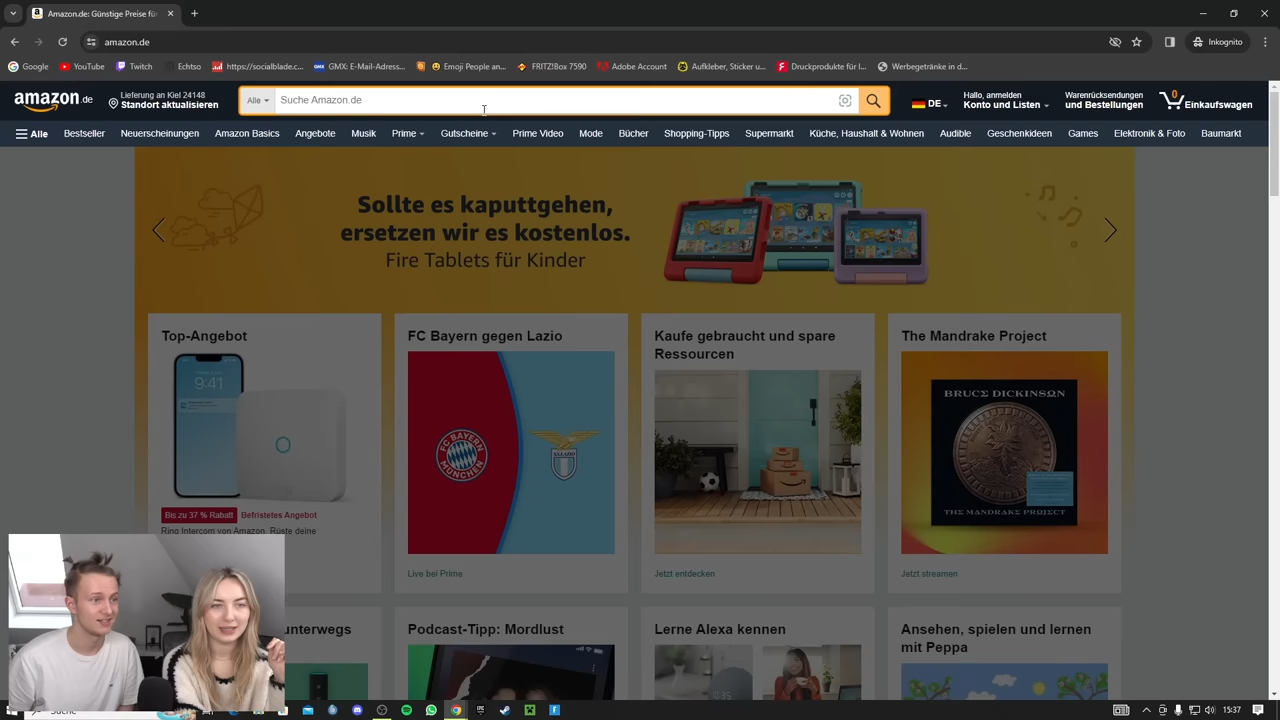 Amazon.de: Günstige Preise f
amazon.de
Inkognito
Google
YouTube
Twitch
Echtso
https://socialblade.c...
GMX: E-Mail-Adress...
Emoji People an...
FRITZ!Box 7590
Adobe Account
Aufkleber, Sticker u...
Druckprodukte für I...
Werbegetränke in d...
amazon.de
Lieferung an Kiel 24148
Standort aktualisieren
Alle
Suche Amazon.de
DE
Hallo, anmelden
Konto und Listen
Warenrücksendungen
und Bestellungen
0
Einkaufswagen
Alle
Bestseller
Neuerscheinungen
Amazon Basics
Angebote
Musik
Prime
Gutscheine
Prime Video
Mode
Bücher
Shopping-Tipps
Supermarkt
Küche, Haushalt & Wohnen
Audible
Geschenkideen
Games
Elektronik & Foto
Baumarkt
Sollte es kaputtgehen,
ersetzen wir es kostenlos.
Fire Tablets für Kinder
Top-Angebot
9:41
Bis zu 37 % Rabatt Befristetes Angebot
Ring Intercom von Amazon. Rüste deine
FC Bayern gegen Lazio
FC BAYERN
MÜNCHEN
S.S.LAZIO
Live bei Prime
Kaufe gebraucht und spare
Ressourcen
Jetzt entdecken
The Mandrake Project
BRUCE DICKINSON
THE MANDRAKE PROJECT
Jetzt streamen
unterwegs
Podcast-Tipp: Mordlust
Lerne Alexa kennen
Ansehen, spielen und lernen
mit Peppa
Suche
15:37